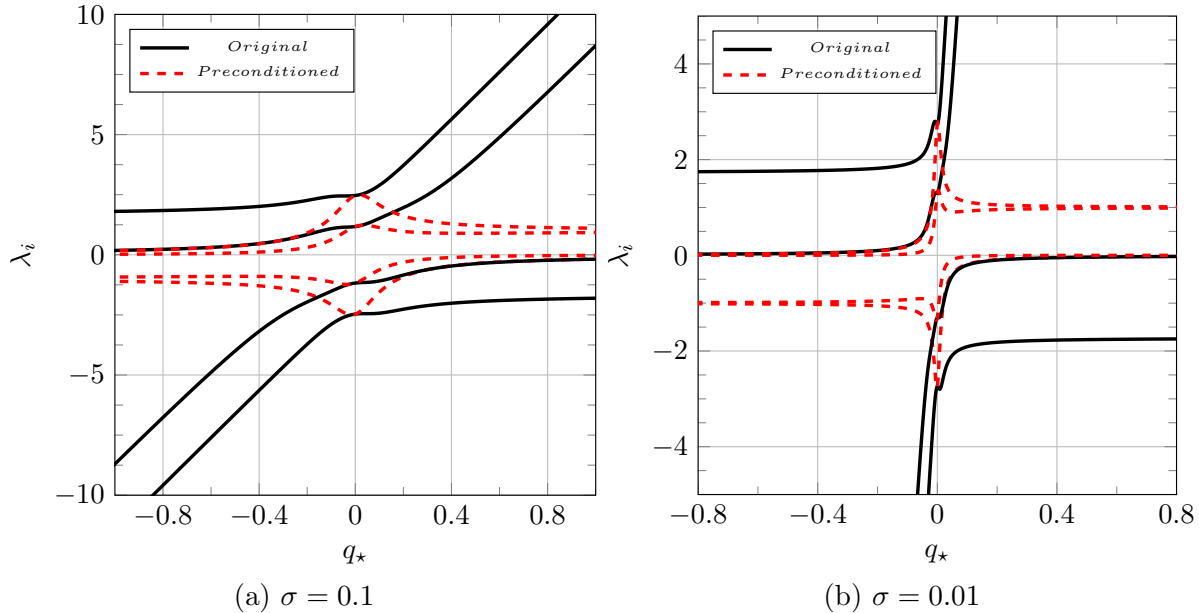 10
5
0
−5
−10
λᵢ
Original
Preconditioned
−0.8 −0.4 0 0.4 0.8
q⋆
(a) σ = 0.1
4
2
0
−2
−4
λᵢ
Original
Preconditioned
−0.8 −0.4 0 0.4 0.8
q⋆
(b) σ = 0.01